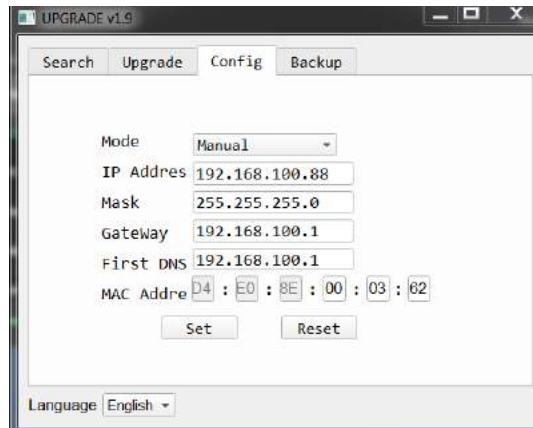 UPGRADE v1.9
Search Upgrade Config Backup
Mode Manual
IP Addres 192.168.100.88
Mask 255.255.255.0
GateWay 192.168.100.1
First DNS 192.168.100.1
MAC Addre D4 : E0 : 8E : 00 : 03 : 62
Set Reset
Language English